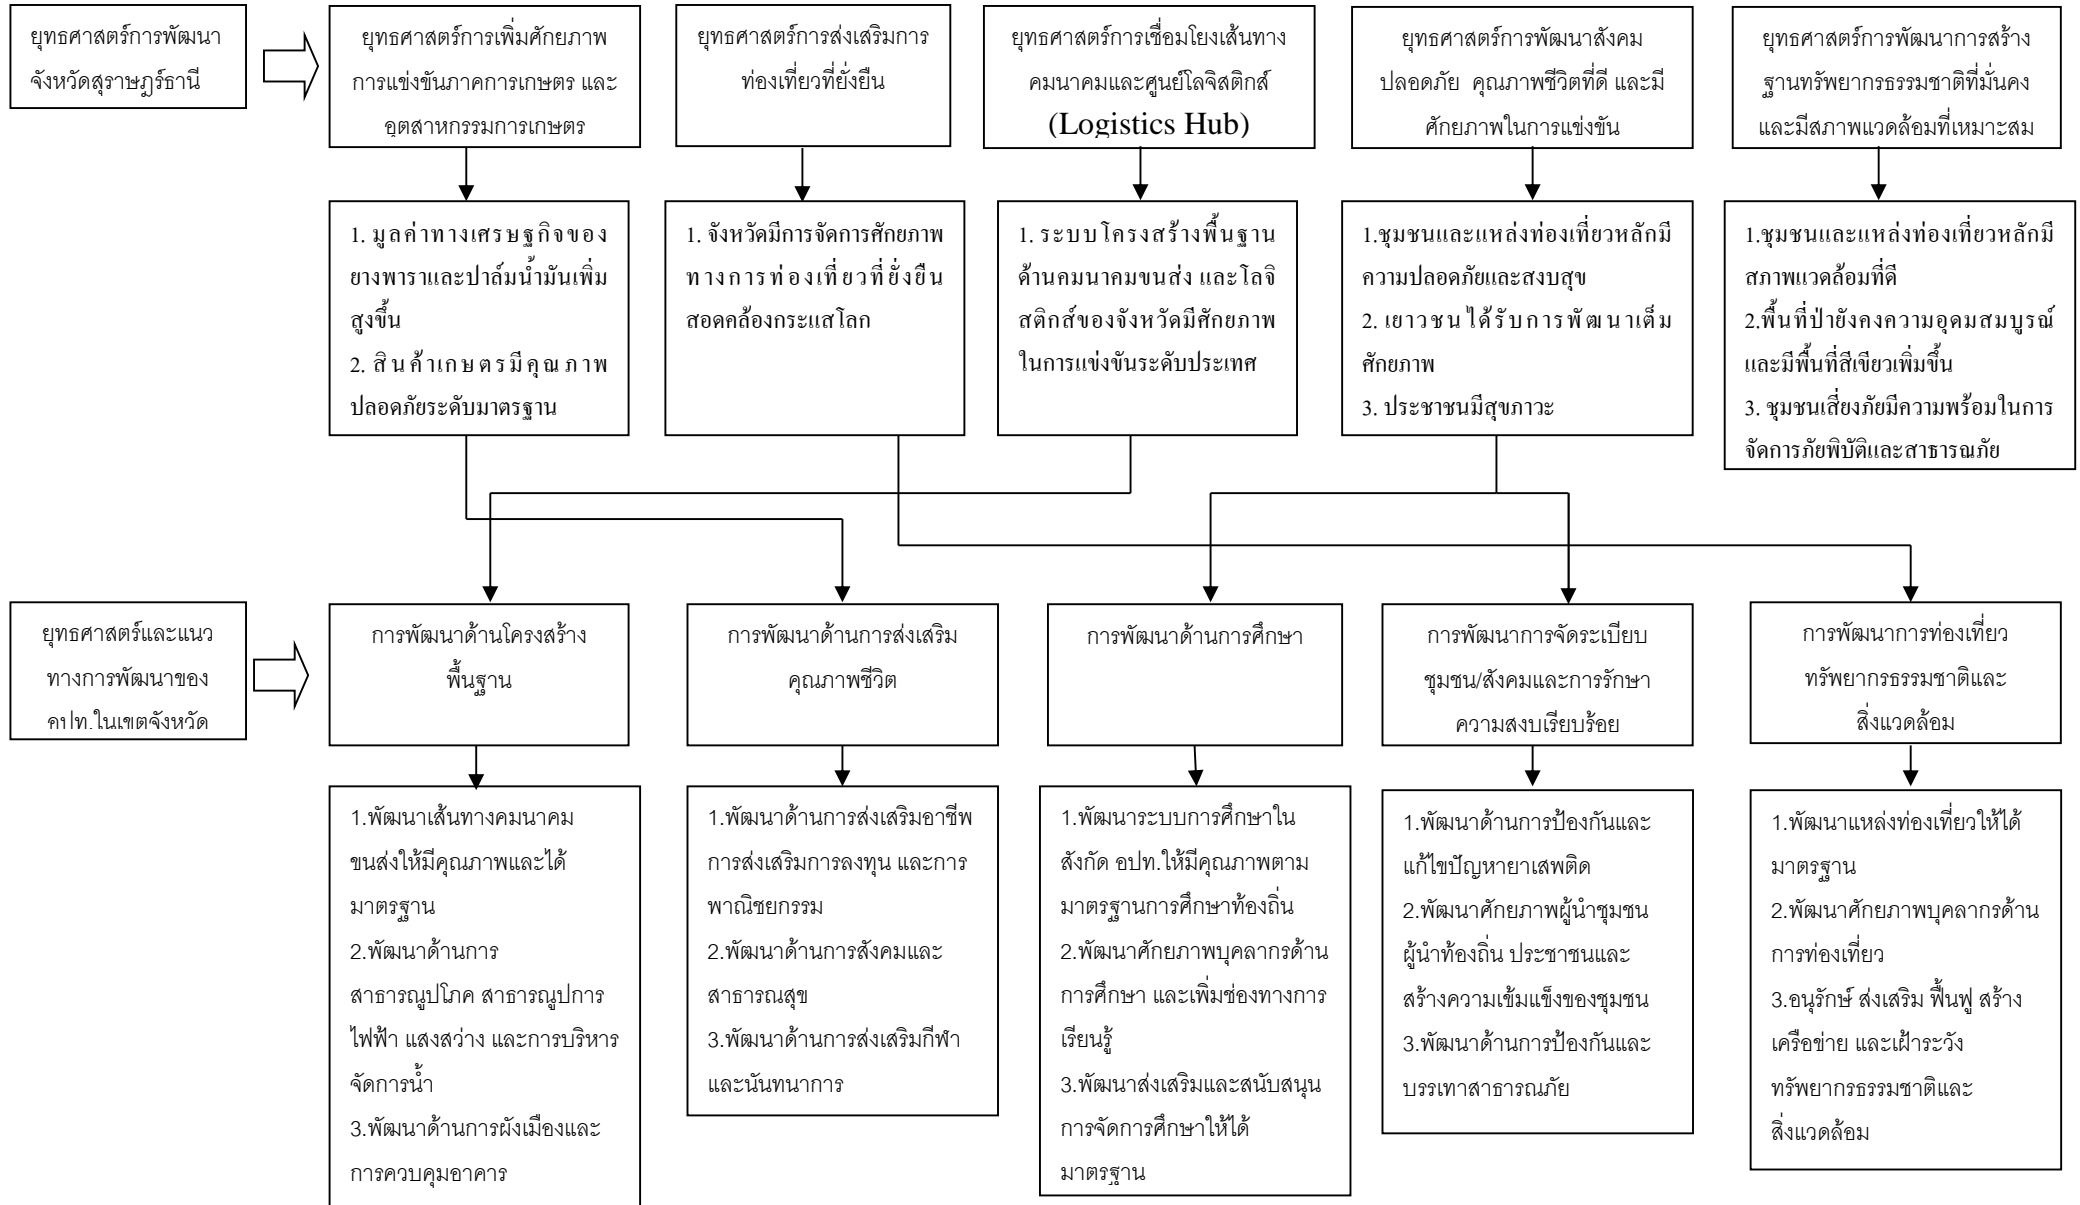 ยุทธศาสตร์การพัฒนา
จังหวัดสุราษฎร์ธานี
ยุทธศาสตร์การเพิ่มศักยภาพ
การแข่งขันภาคการเกษตร และ
อุตสาหกรรมการเกษตร
ยุทธศาสตร์การส่งเสริมการ
ท่องเที่ยวที่ยั่งยืน
ยุทธศาสตร์การเชื่อมโยงเส้นทาง
คมนาคมและศูนย์โลจิสติกส์
(Logistics Hub)
ยุทธศาสตร์การพัฒนาสังคม
ปลอดภัย คุณภาพชีวิตที่ดี และมี
ศักยภาพในการแข่งขัน
ยุทธศาสตร์การพัฒนาการสร้าง
ฐานทรัพยากรธรรมชาติที่มั่นคง
และมีสภาพแวดล้อมที่เหมาะสม
1. มูลค่าทางเศรษฐกิจของ
ยางพาราและปาล์มน้ำมันเพิ่ม
สูงขึ้น
2. สินค้าเกษตรมีคุณภาพ
ปลอดภัยระดับมาตรฐาน
1. จังหวัดมีการจัดการศักยภาพ
ทางการท่องเที่ยวที่ยั่งยืน
สอดคล้องกระแสโลก
1. ระบบโครงสร้างพื้นฐาน
ด้านคมนาคมขนส่ง และโลจิ
สติกส์ของจังหวัดมีศักยภาพ
ในการแข่งขันระดับประเทศ
1.ชุมชนและแหล่งท่องเที่ยวหลักมี
ความปลอดภัยและสงบสุข
2. เยาวชนได้รับการพัฒนาเต็ม
ศักยภาพ
3. ประชาชนมีสุขภาวะ
1.ชุมชนและแหล่งท่องเที่ยวหลักมี
สภาพแวดล้อมที่ดี
2.พื้นที่ป่ายังคงความอุดมสมบูรณ์
และมีพื้นที่สีเขียวเพิ่มขึ้น
3. ชุมชนเสี่ยงภัยมีความพร้อมในการ
จัดการภัยพิบัติและสาธารณภัย
ยุทธศาสตร์และแนว
ทางการพัฒนาของ
คปท.ในเขตจังหวัด
การพัฒนาด้านโครงสร้าง
พื้นฐาน
การพัฒนาด้านการส่งเสริม
คุณภาพชีวิต
การพัฒนาด้านการศึกษา
การพัฒนาการจัดระเบียบ
ชุมชน/สังคมและการรักษา
ความสงบเรียบร้อย
การพัฒนาการท่องเที่ยว
ทรัพยากรธรรมชาติและ
สิ่งแวดล้อม
1.พัฒนาเส้นทางคมนาคม
ขนส่งให้มีคุณภาพและได้
มาตรฐาน
2.พัฒนาด้านการ
สาธารณูปโภค สาธารณูปการ
ไฟฟ้า แสงสว่าง และการบริหาร
จัดการน้ำ
3.พัฒนาด้านการผังเมืองและ
การควบคุมอาคาร
1.พัฒนาด้านการส่งเสริมอาชีพ
การส่งเสริมการลงทุน และการ
พาณิชยกรรม
2.พัฒนาด้านการสังคมและ
สาธารณสุข
3.พัฒนาด้านการส่งเสริมกีฬา
และนันทนาการ
1.พัฒนาระบบการศึกษาใน
สังกัด อปท.ให้มีคุณภาพตาม
มาตรฐานการศึกษาท้องถิ่น
2.พัฒนาศักยภาพบุคลากรด้าน
การศึกษา และเพิ่มช่องทางการ
เรียนรู้
3.พัฒนาส่งเสริมและสนับสนุน
การจัดการศึกษาให้ได้
มาตรฐาน
1.พัฒนาด้านการป้องกันและ
แก้ไขปัญหายาเสพติด
2.พัฒนาศักยภาพผู้นำชุมชน
ผู้นำท้องถิ่น ประชาชนและ
สร้างความเข้มแข็งของชุมชน
3.พัฒนาด้านการป้องกันและ
บรรเทาสาธารณภัย
1.พัฒนาแหล่งท่องเที่ยวให้ได้
มาตรฐาน
2.พัฒนาศักยภาพบุคลากรด้าน
การท่องเที่ยว
3.อนุรักษ์ ส่งเสริม ฟื้นฟู สร้าง
เครือข่าย และเฝ้าระวัง
ทรัพยากรธรรมชาติและ
สิ่งแวดล้อม